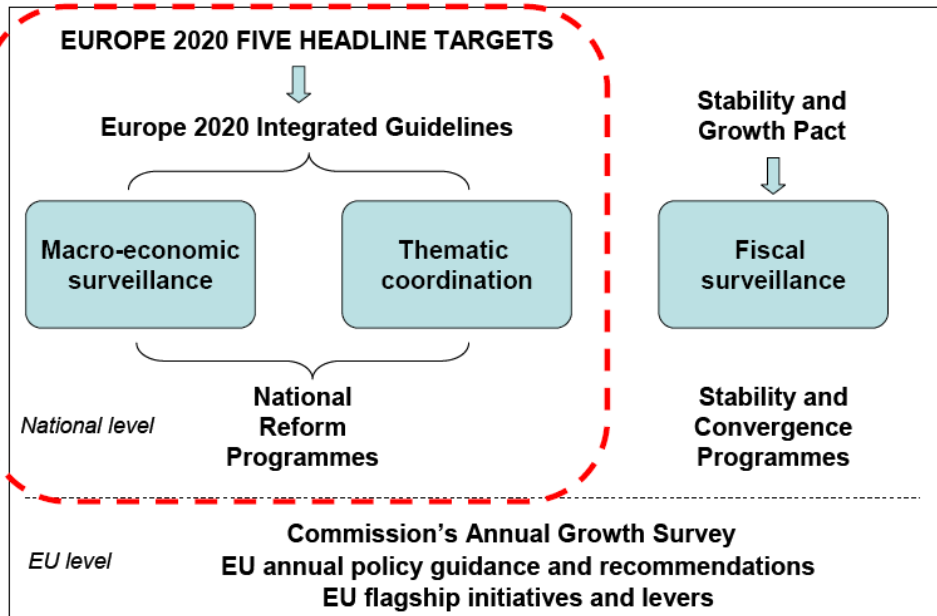 EUROPE 2020 FIVE HEADLINE TARGETS
Europe 2020 Integrated Guidelines
Stability and
Growth Pact
Macro-economic
surveillance
Thematic
coordination
Fiscal
surveillance
National level
National
Reform
Programmes
Stability and
Convergence
Programmes
EU level
Commission's Annual Growth Survey
EU annual policy guidance and recommendations
EU flagship initiatives and levers